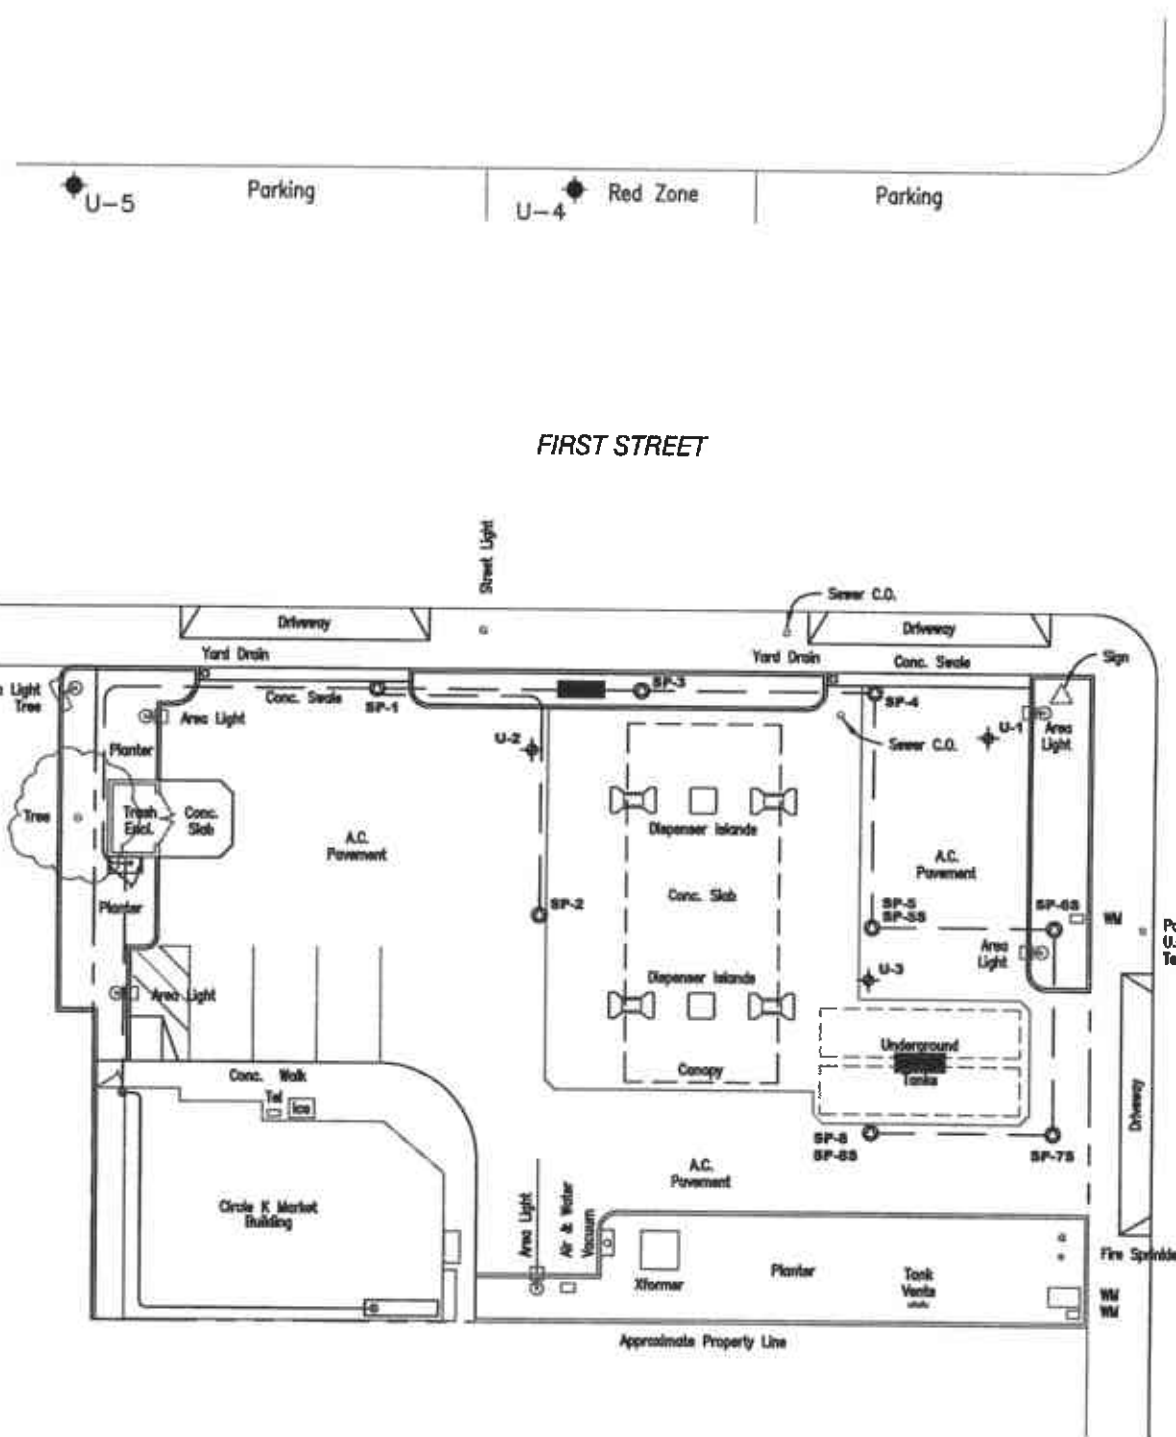 Parking
Red Zone
Parking
U-5
U-4
FIRST STREET
Street Light
Sewer C.O.
Driveway
Driveway
Yard Drain
Yard Drain
Conc. Swale
Sign
Light
Tree
Conc. Swale
SP-1
SP-3
SP-4
Area Light
U-2
U-1
Area
Light
Planter
Sewer C.O.
Tree
Trash
Encl.
Conc.
Slab
Dispenser Islands
A.C.
Pavement
A.C.
Pavement
Conc. Slab
Planter
SP-2
SP-5
SP-5S
SP-6S
WM
Area
Light
U-3
Dispenser Islands
Area Light
Underground
Tanks
Conc. Walk
Canopy
Tel
Ice
Driveway
SP-8
SP-8S
SP-7S
A.C.
Pavement
Circle K Market
Building
Area Light
Air & Water
Vacuum
Xformer
Planter
Tank
Vents
Fire Sprinkle
WM
WM
Approximate Property Line